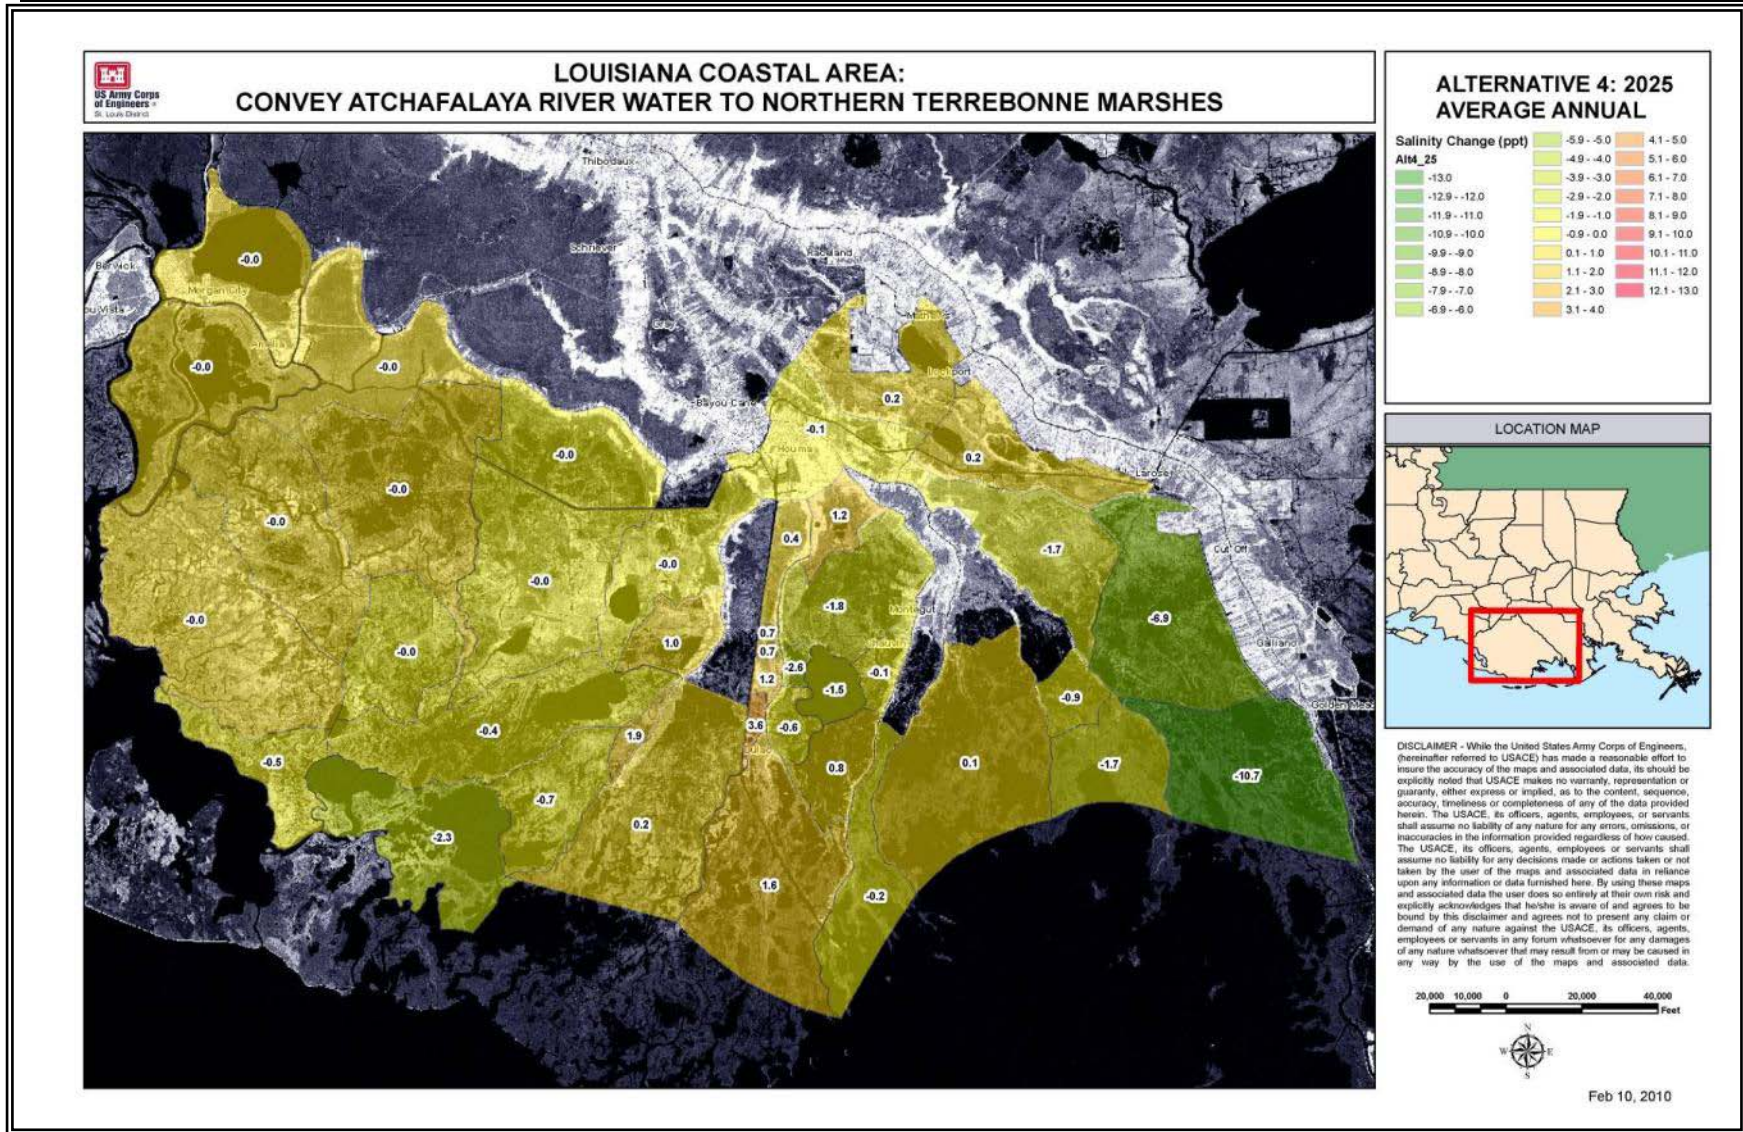 US Army Corps
of Engineers
St. Louis District
LOUISIANA COASTAL AREA:
CONVEY ATCHAFALAYA RIVER WATER TO NORTHERN TERREBONNE MARSHES
ALTERNATIVE 4: 2025
AVERAGE ANNUAL
Salinity Change (ppt)
Alt4_25
-13.0
-12.9 - -12.0
-11.9 - -11.0
-10.9 - -10.0
-9.9 - -9.0
-8.9 - -8.0
-7.9 - -7.0
-6.9 - -6.0
-5.9 - -5.0
-4.9 - -4.0
-3.9 - -3.0
-2.9 - -2.0
-1.9 - -1.0
-0.9 - 0.0
0.1 - 1.0
1.1 - 2.0
2.1 - 3.0
3.1 - 4.0
4.1 - 5.0
5.1 - 6.0
6.1 - 7.0
7.1 - 8.0
8.1 - 9.0
9.1 - 10.0
10.1 - 11.0
11.1 - 12.0
12.1 - 13.0
Thibodaux
Schriever
Raceland
Berwick
-0.0
Morgan City
ou Vista
Gray
Mathews
Amelia
-0.0
-0.0
Lockport
Bayou Cane
0.2
-0.1
Houma
-0.0
0.2
Larose
-0.0
-0.0
1.2
0.4
-1.7
Cut Off
-0.0
-0.0
-1.8
Montegut
-0.0
-6.9
0.7
1.0
Chauvin
Galliano
-0.0
0.7
-2.6
-0.1
1.2
-1.5
-0.9
Golden Mead
3.6
-0.6
-0.4
1.9
Dulac
-0.5
0.8
0.1
-1.7
-10.7
-0.7
0.2
-2.3
1.6
-0.2
LOCATION MAP
DISCLAIMER - While the United States Army Corps of Engineers,
(hereinafter referred to USACE) has made a reasonable effort to
insure the accuracy of the maps and associated data, its should be
explicitly noted that USACE makes no warranty, representation or
guaranty, either express or implied, as to the content, sequence,
accuracy, timeliness or completeness of any of the data provided
herein. The USACE, its officers, agents, employees, or servants
shall assume no liability of any nature for any errors, omissions, or
inaccuracies in the information provided regardless of how caused.
The USACE, its officers, agents, employees or servants shall
assume no liability for any decisions made or actions taken or not
taken by the user of the maps and associated data in reliance
upon any information or data furnished here. By using these maps
and associated data the user does so entirely at their own risk and
explicitly acknowledges that he/she is aware of and agrees to be
bound by this disclaimer and agrees not to present any claim or
demand of any nature against the USACE, its officers, agents,
employees or servants in any forum whatsoever for any damages
of any nature whatsoever that may result from or may be caused in
any way by the use of the maps and associated data.
20,000 10,000 0 20,000 40,000
Feet
N
W E
S
Feb 10, 2010